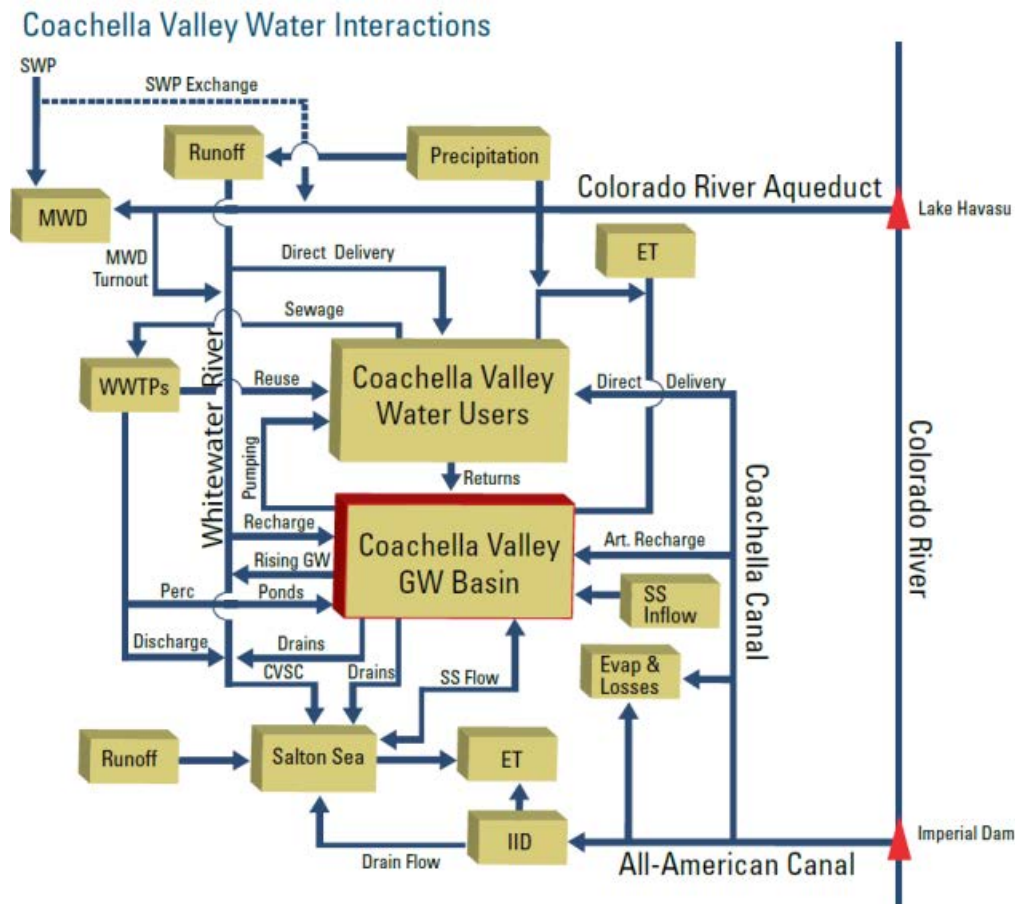 Coachella Valley Water Interactions
SWP
SWP Exchange
Runoff
Precipitation
Colorado River Aqueduct
Lake Havasu
MWD
ET
MWD
Turnout
Direct Delivery
Sewage
Whitewater River
WWTPs
Reuse
Coachella Valley
Water Users
Direct Delivery
Pumping
Returns
Colorado River
Coachella Canal
Recharge
Coachella Valley
GW Basin
Art. Recharge
Rising GW
Perc Ponds
SS
Inflow
Discharge
Drains
CVSC
Drains
SS Flow
Evap &
Losses
Runoff
Salton Sea
ET
IID
Drain Flow
All-American Canal
Imperial Dam